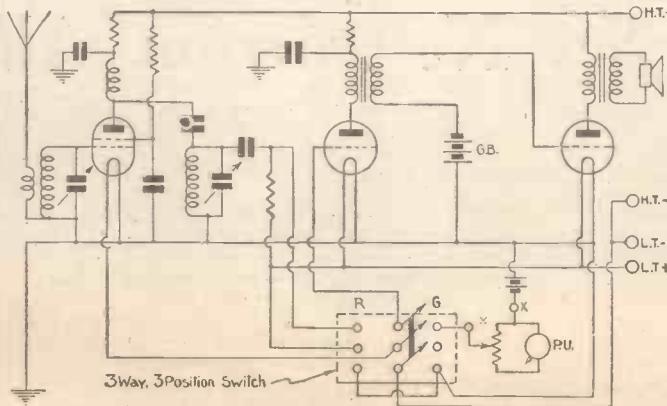 H.T.-
G.B.
H.T.-
L.T.-
L.T+
R
G
X
X
P.U.
3 Way, 3 Position Switch